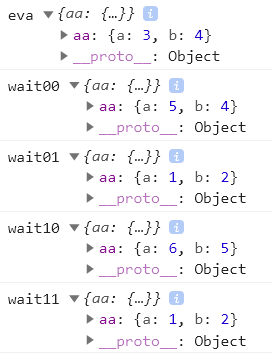 eva ▼{aa: {…}} i
▶aa: {a: 3, b: 4}
▶__proto__: Object
wait00 ▼{aa: {…}} i
▶aa: {a: 5, b: 4}
▶__proto__: Object
wait01 ▼{aa: {…}} i
▶aa: {a: 1, b: 2}
▶__proto__: Object
wait10 ▼{aa: {…}} i
▶aa: {a: 6, b: 5}
▶__proto__: Object
wait11 ▼{aa: {…}} i
▶aa: {a: 1, b: 2}
▶__proto__: Object